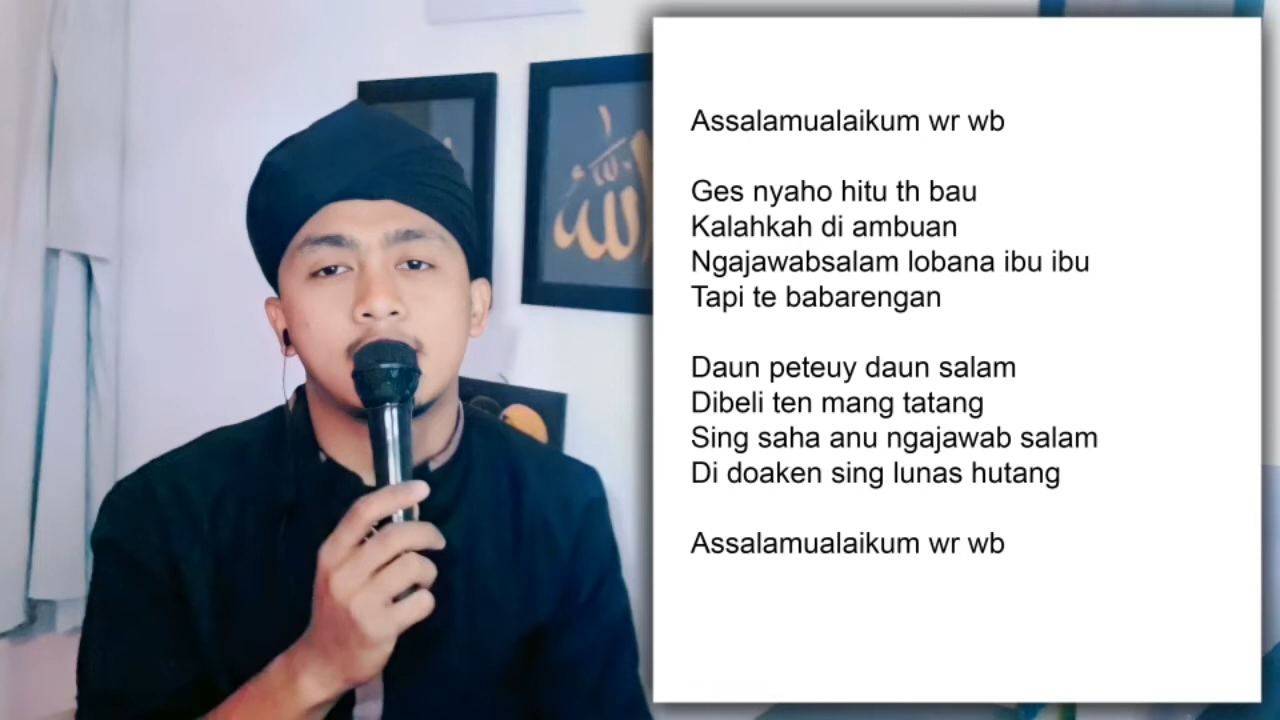 Assalamualaikum wr wb
Ges nyaho hitu th bau
Kalahkah di ambuan
Ngajawabsalam lobana ibu ibu
Tapi te babarengan
Daun peteuy daun salam
Dibeli ten mang tatang
Sing saha anu ngajawab salam
Di doaken sing lunas hutang
Assalamualaikum wr wb
الله